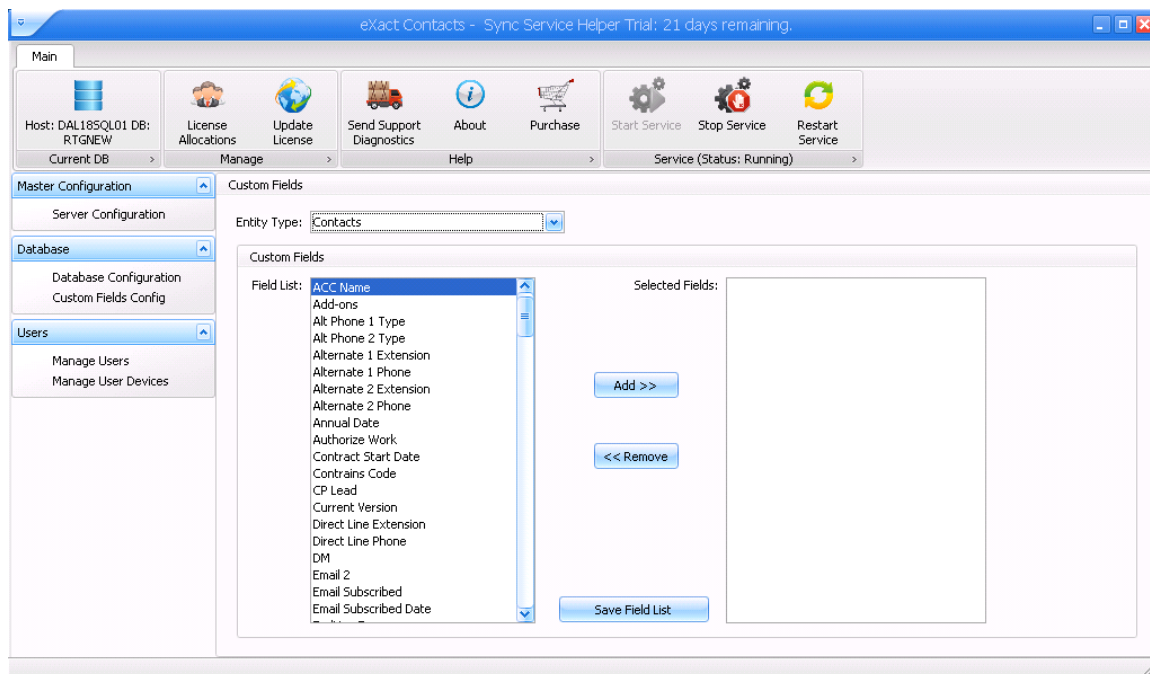 eXact Contacts - Sync Service Helper Trial: 21 days remaining.
Main
Host: DAL18SQL01 DB: RTGNEW
License Allocations
Update License
Send Support Diagnostics
About
Purchase
Start Service
Stop Service
Restart Service
Current DB
Manage
Help
Service (Status: Running)
Master Configuration
Server Configuration
Database
Database Configuration
Custom Fields Config
Users
Manage Users
Manage User Devices
Custom Fields
Entity Type: Contacts
Custom Fields
Field List:
ACC Name
Add-ons
Alt Phone 1 Type
Alt Phone 2 Type
Alternate 1 Extension
Alternate 1 Phone
Alternate 2 Extension
Alternate 2 Phone
Annual Date
Authorize Work
Contract Start Date
Contrains Code
CP Lead
Current Version
Direct Line Extension
Direct Line Phone
DM
Email 2
Email Subscribed
Email Subscribed Date
Add >>
<< Remove
Save Field List
Selected Fields: